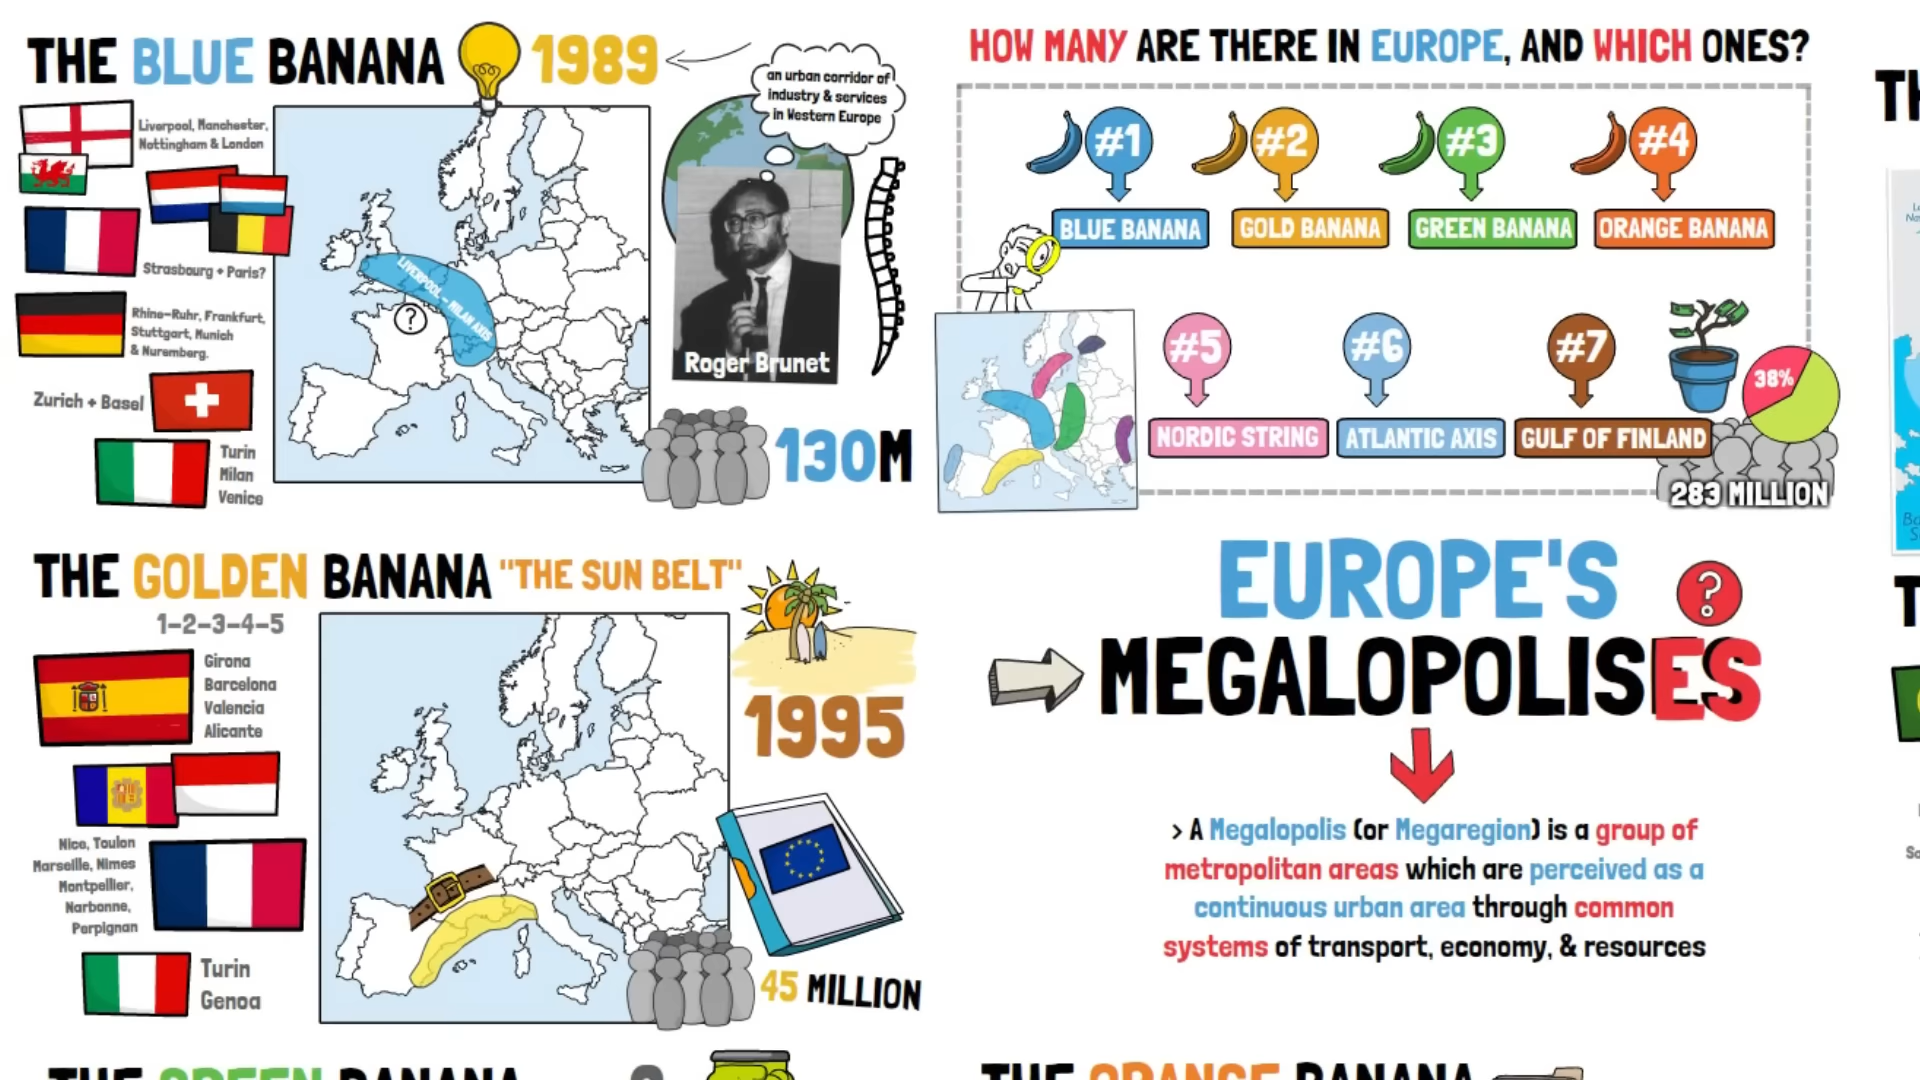 THE BLUE BANANA 1989
an urban corridor of
industry & services
in Western Europe
Liverpool, Manchester,
Nottingham & London
Strasbourg + Paris?
Rhine-Ruhr, Frankfurt,
Stuttgart, Munich
& Nuremberg.
Zurich + Basel
Turin
Milan
Venice
LIVERPOOL - MILAN AXIS
?
Roger Brunet
130M
HOW MANY ARE THERE IN EUROPE, AND WHICH ONES?
#1
#2
#3
#4
BLUE BANANA
GOLD BANANA
GREEN BANANA
ORANGE BANANA
#5
#6
#7
NORDIC STRING
ATLANTIC AXIS
GULF OF FINLAND
38%
283 MILLION
THE GOLDEN BANANA "THE SUN BELT"
1-2-3-4-5
Girona
Barcelona
Valencia
Alicante
Nice, Toulon
Marseille, Nimes
Montpellier,
Narbonne,
Perpignan
Turin
Genoa
1995
45 MILLION
EUROPE'S
?
MEGALOPOLISES
> A Megalopolis (or Megaregion) is a group of
metropolitan areas which are perceived as a
continuous urban area through common
systems of transport, economy, & resources
THE GREEN BANANA
THE ORANGE BANANA